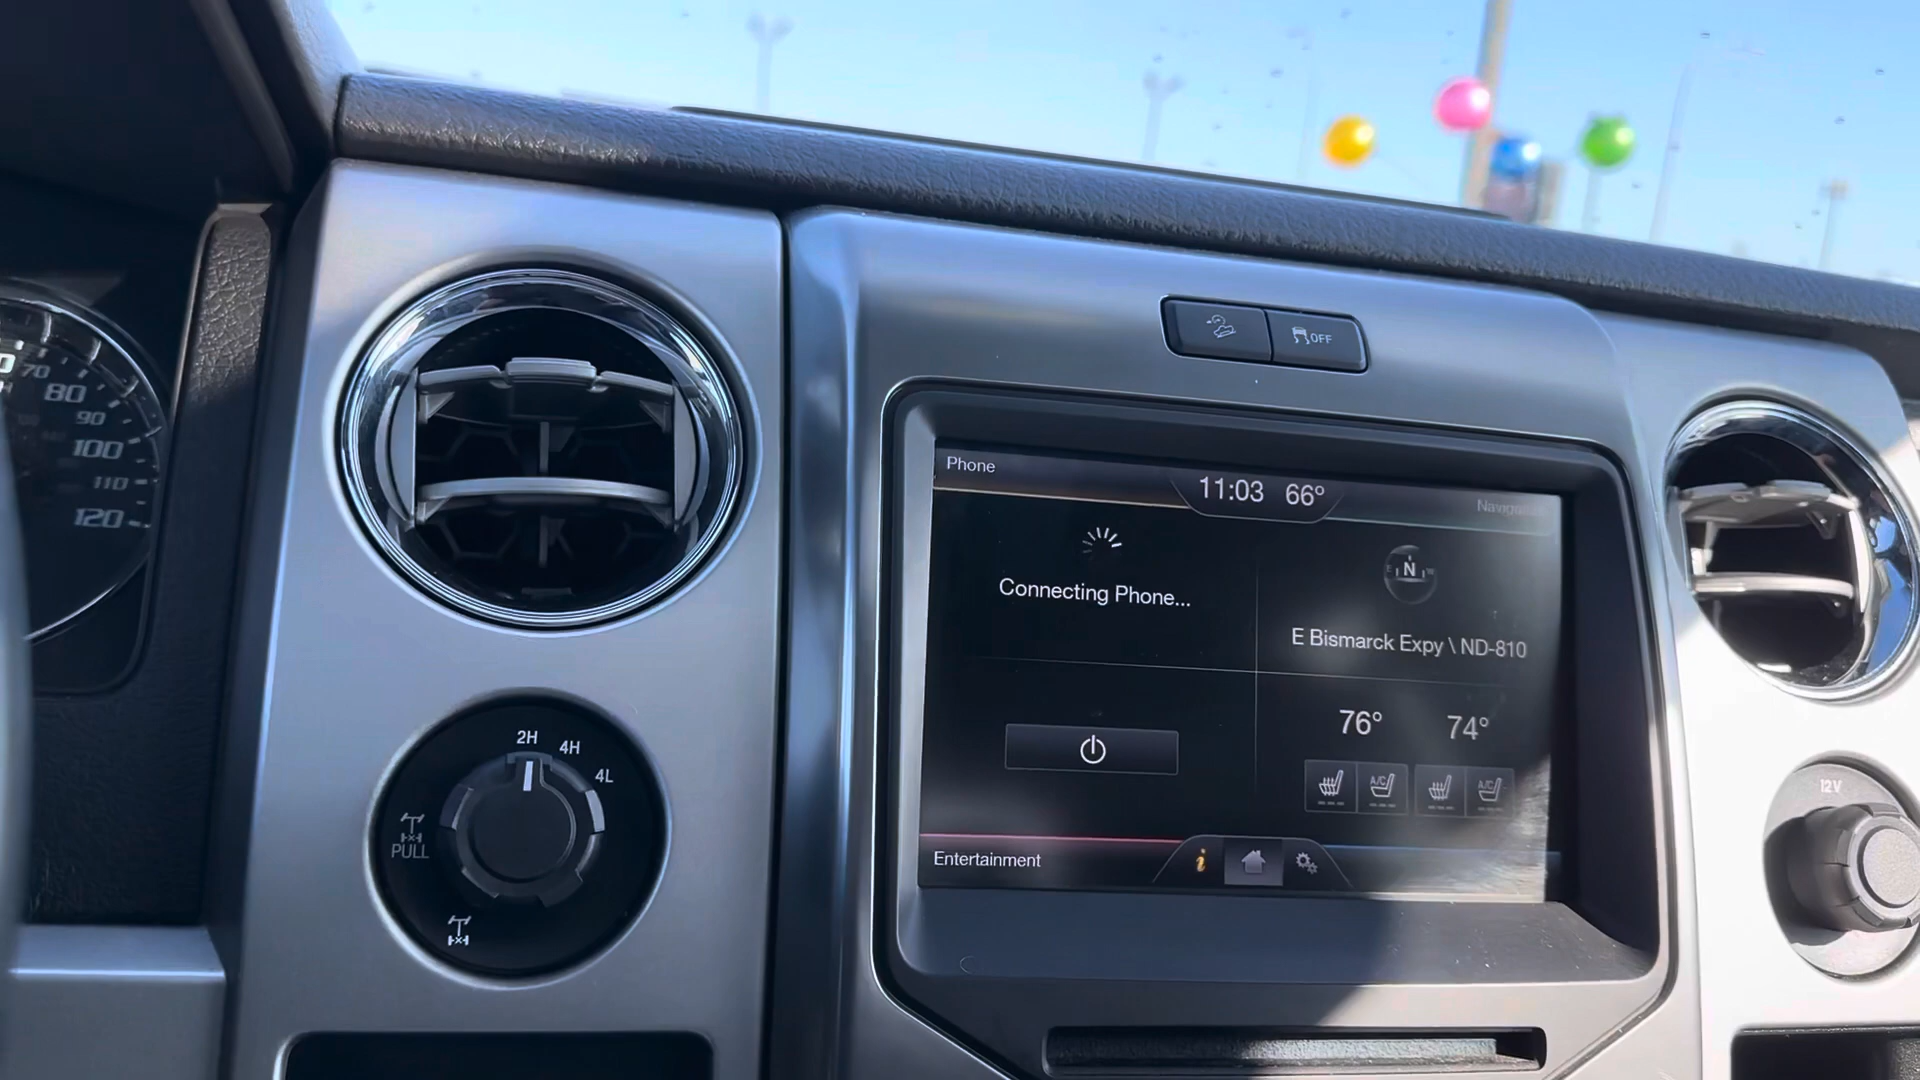 70
80
90
100
110
120
OFF
Phone
11:03 66°
Connecting Phone...
N
E Bismarck Expy \ ND-810
76° 74°
A/C
A/C
Entertainment
i
2H
4H
4L
PULL
12V